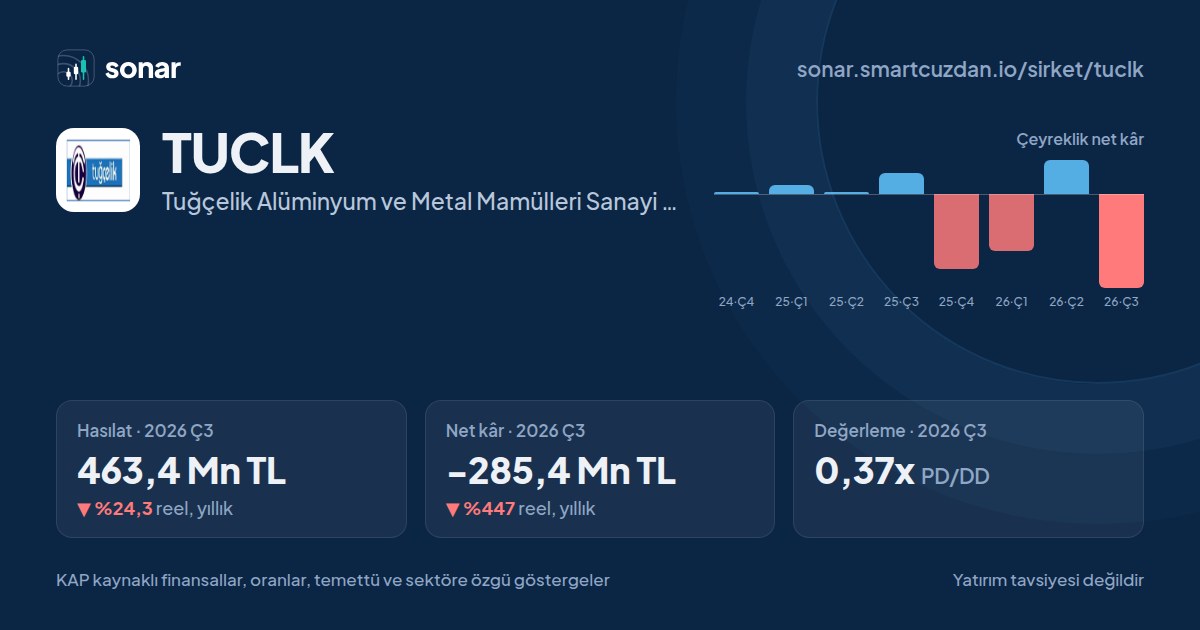 sonar
sonar.smartcuzdan.io/sirket/tuclk
tuğçelik
TUCLK
Tuğçelik Alüminyum ve Metal Mamülleri Sanayi ...
Çeyreklik net kâr
24·Ç4 25·Ç1 25·Ç2 25·Ç3 25·Ç4 26·Ç1 26·Ç2 26·Ç3
Hasılat · 2026 Ç3
463,4 Mn TL
▼ %24,3 reel, yıllık
Net kâr · 2026 Ç3
−285,4 Mn TL
▼ %447 reel, yıllık
Değerleme · 2026 Ç3
0,37x PD/DD
KAP kaynaklı finansallar, oranlar, temettü ve sektöre özgü göstergeler
Yatırım tavsiyesi değildir